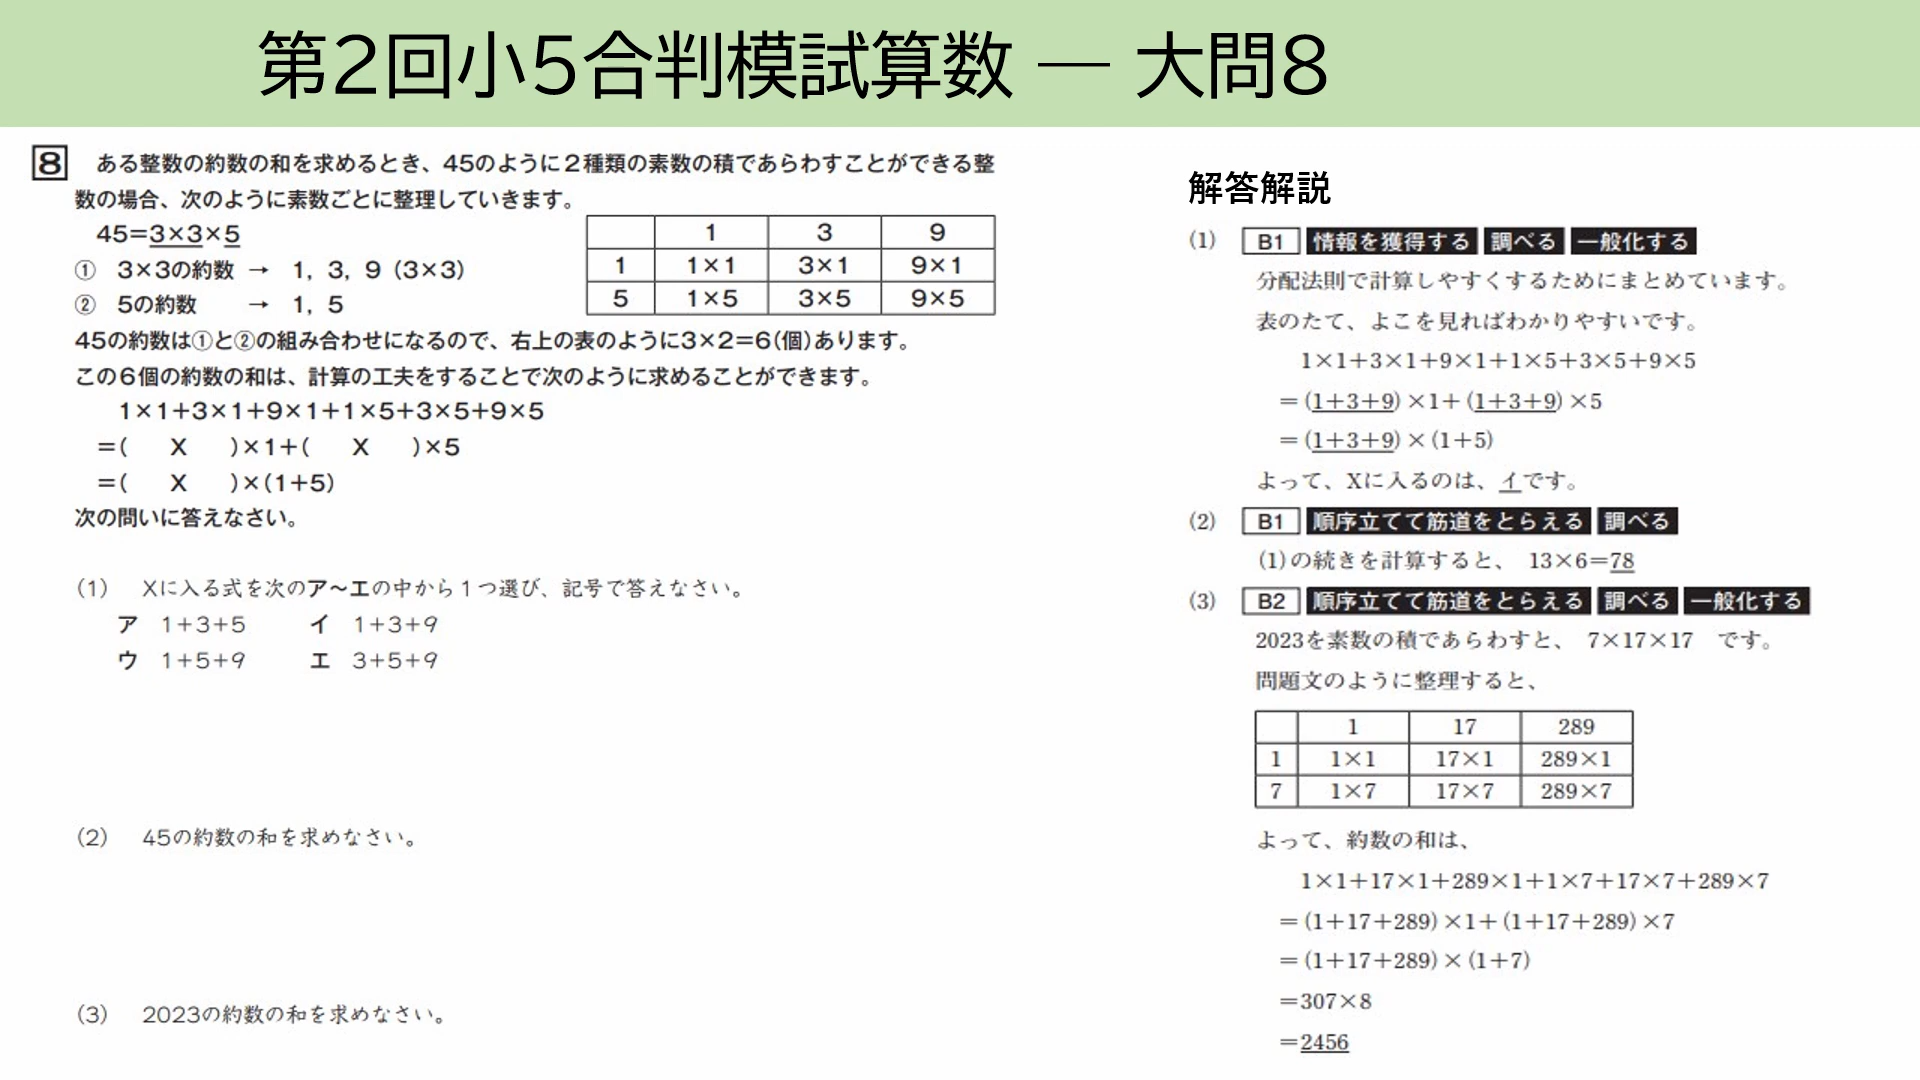 第2回小5合判模試算数 ― 大問8
8 ある整数の約数の和を求めるとき、45のように2種類の素数の積であらわすことができる整
数の場合、次のように素数ごとに整理していきます。
45=3×3×5
① 3×3の約数 → 1, 3, 9 (3×3)
② 5の約数 → 1, 5
1 3 9
1 1×1 3×1 9×1
5 1×5 3×5 9×5
45の約数は①と②の組み合わせになるので、右上の表のように3×2=6(個)あります。
この6個の約数の和は、計算の工夫をすることで次のように求めることができます。
1×1+3×1+9×1+1×5+3×5+9×5
=( X )×1+( X )×5
=( X )×(1+5)
次の問いに答えなさい。
(1) Xに入る式を次のア~エの中から1つ選び、記号で答えなさい。
ア 1+3+5 イ 1+3+9
ウ 1+5+9 エ 3+5+9
(2) 45の約数の和を求めなさい。
(3) 2023の約数の和を求めなさい。
解答解説
(1) B1 情報を獲得する 調べる 一般化する
分配法則で計算しやすくするためにまとめています。
表のたて、よこを見ればわかりやすいです。
1×1+3×1+9×1+1×5+3×5+9×5
=(1+3+9)×1+(1+3+9)×5
=(1+3+9)×(1+5)
よって、Xに入るのは、イです。
(2) B1 順序立てて筋道をとらえる 調べる
(1)の続きを計算すると、 13×6=78
(3) B2 順序立てて筋道をとらえる 調べる 一般化する
2023を素数の積であらわすと、 7×17×17 です。
問題文のように整理すると、
1 17 289
1 1×1 17×1 289×1
7 1×7 17×7 289×7
よって、約数の和は、
1×1+17×1+289×1+1×7+17×7+289×7
=(1+17+289)×1+(1+17+289)×7
=(1+17+289)×(1+7)
=307×8
=2456